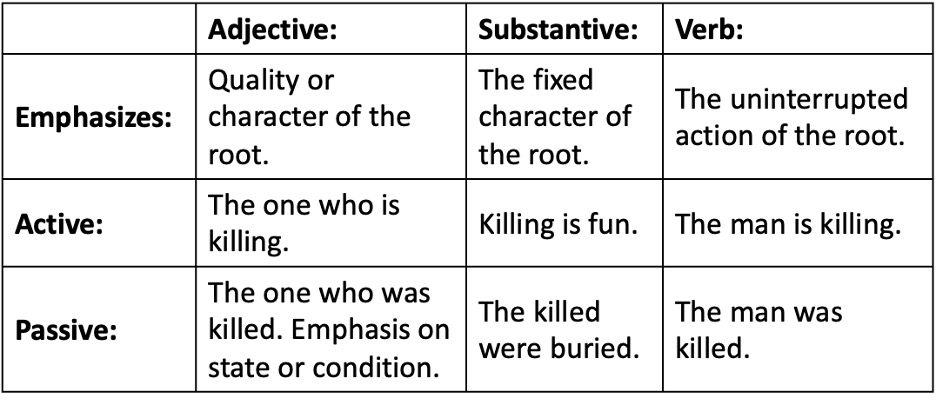 Adjective: Substantive: Verb:
Emphasizes:
Quality or
character of the
root.
The fixed
character of
the root.
The uninterrupted
action of the root.
Active:
The one who is
killing.
Killing is fun.
The man is killing.
Passive:
The one who was
killed. Emphasis on
state or condition.
The killed
were buried.
The man was
killed.